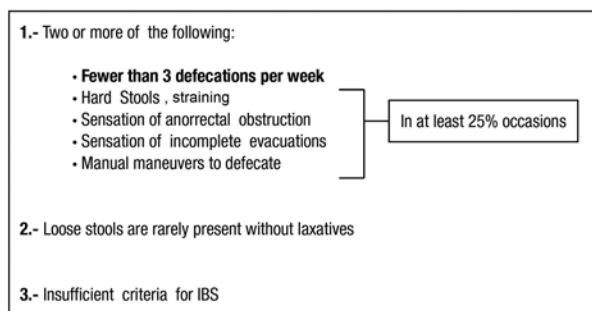 1.- Two or more of the following:
• Fewer than 3 defecations per week
• Hard Stools , straining
• Sensation of anorrectal obstruction
• Sensation of incomplete evacuations
• Manual maneuvers to defecate
In at least 25% occasions
2.- Loose stools are rarely present without laxatives
3.- Insufficient criteria for IBS